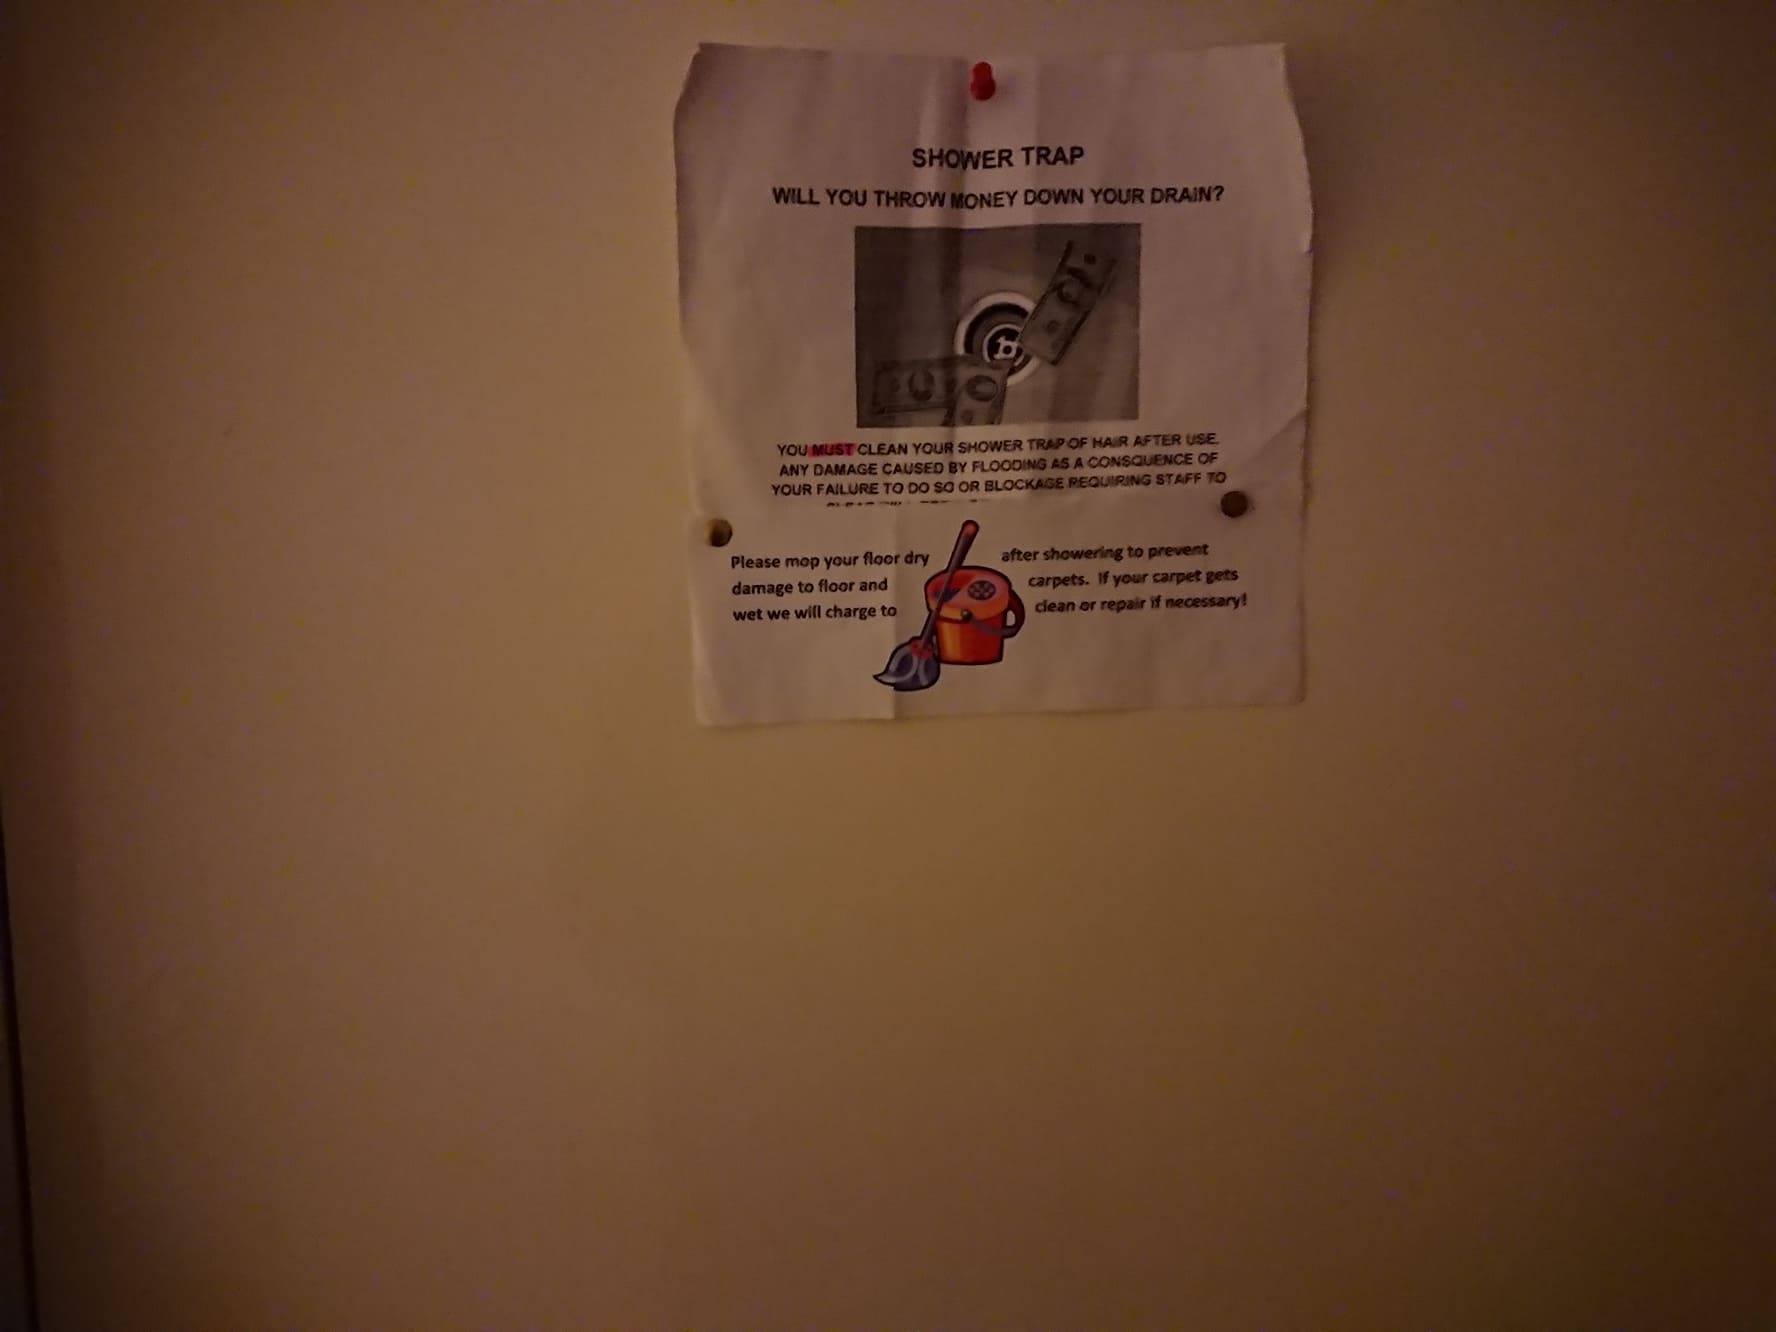 SHOWER TRAP
WILL YOU THROW MONEY DOWN YOUR DRAIN?
YOU MUST CLEAN YOUR SHOWER TRAP OF HAIR AFTER USE.
ANY DAMAGE CAUSED BY FLOODING AS A CONSQUENCE OF
YOUR FAILURE TO DO SO OR BLOCKAGE REQUIRING STAFF TO
Please mop your floor dry after showering to prevent
damage to floor and carpets. If your carpet gets
wet we will charge to clean or repair if necessary!